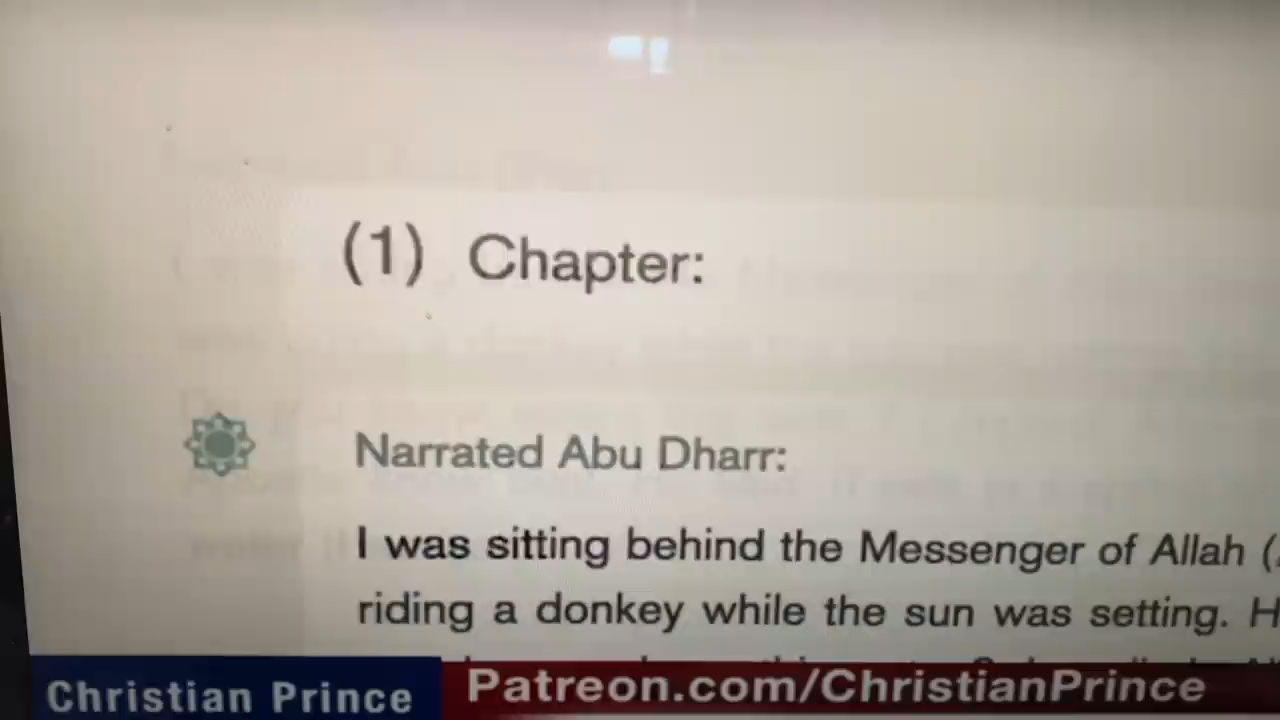 (1) Chapter:
Narrated Abu Dharr:
I was sitting behind the Messenger of Allah (
riding a donkey while the sun was setting. H
Christian Prince
Patreon.com/ChristianPrince